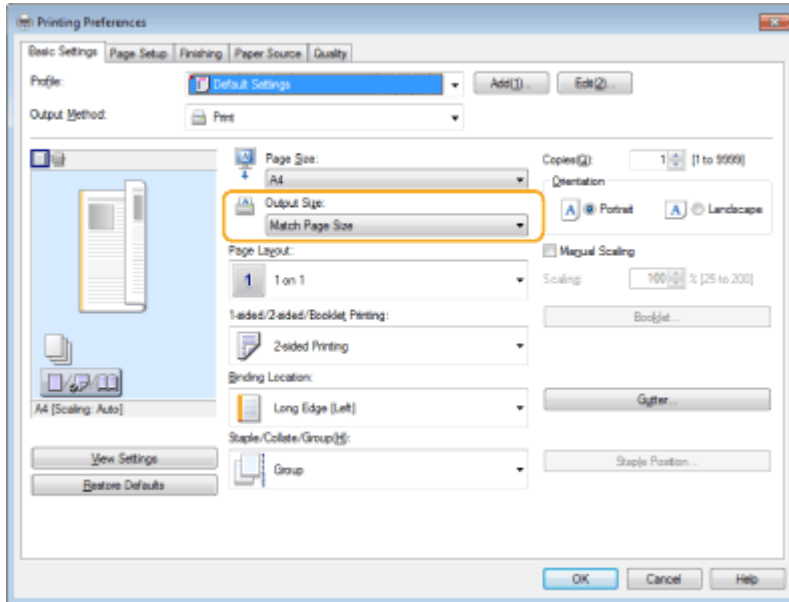 Printing Preferences
Basic Settings Page Setup Finishing Paper Source Quality
Profile: Default Settings Add(1)... Edit(2)...
Output Method: Print
Page Size: Copies(Q): 1 [1 to 9999]
A4 Orientation
Output Size: A Portrait A Landscape
Match Page Size
Page Layout: Manual Scaling
1 1 on 1 Scaling: 100 % [25 to 200]
1-sided/2-sided/Booklet Printing: Booklet...
2-sided Printing
Binding Location:
A4 [Scaling: Auto] Long Edge [Left] Gutter...
Staple/Collate/Group(H):
View Settings Group Staple Position...
Restore Defaults
OK Cancel Help